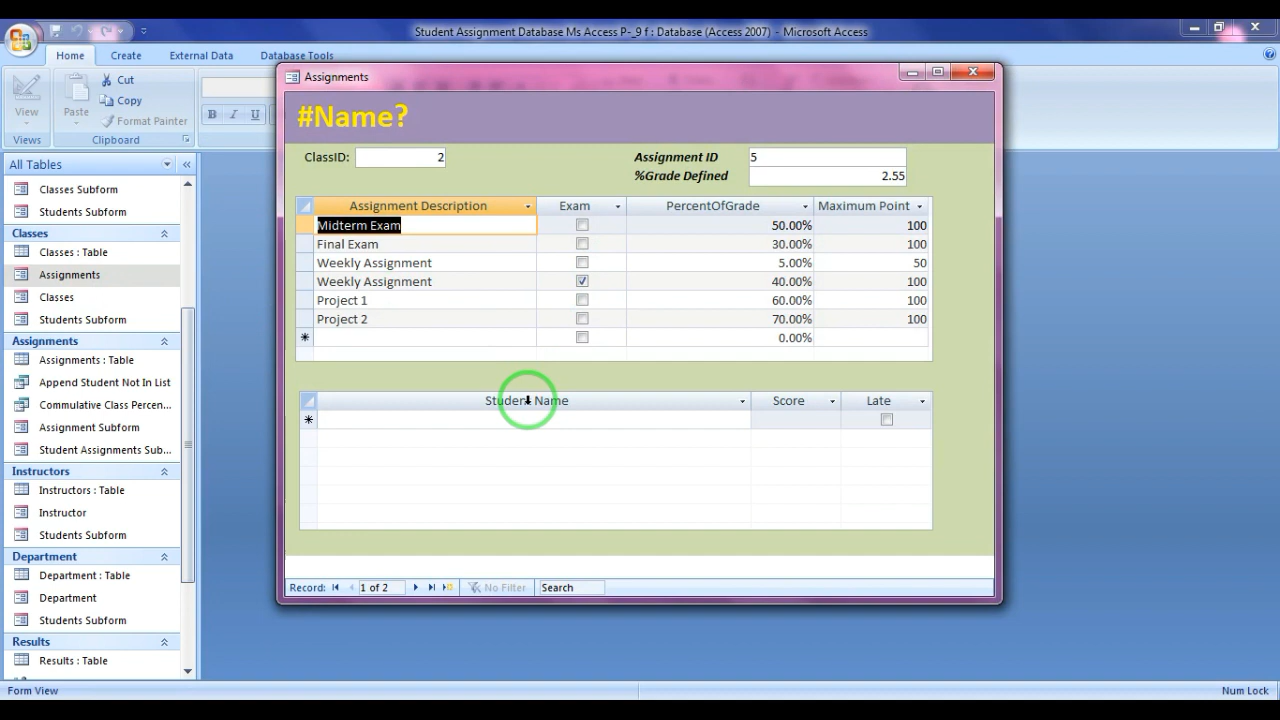 Student Assignment Database Ms Access P-_9 f : Database (Access 2007) - Microsoft Access
Home Create External Data Database Tools
View
Views
Paste
Cut
Copy
Format Painter
Clipboard
B I U
All Tables
Classes Subform
Students Subform
Classes
Classes : Table
Assignments
Classes
Students Subform
Assignments
Assignments : Table
Append Student Not In List
Commulative Class Percen...
Assignment Subform
Student Assignments Sub...
Instructors
Instructors : Table
Instructor
Students Subform
Department
Department : Table
Department
Students Subform
Results
Results : Table
Assignments
#Name?
ClassID: 2
Assignment ID 5
%Grade Defined 2.55
Assignment Description Exam PercentOfGrade Maximum Point
Midterm Exam 50.00% 100
Final Exam 30.00% 100
Weekly Assignment 5.00% 50
Weekly Assignment 40.00% 100
Project 1 60.00% 100
Project 2 70.00% 100
0.00%
Student Name Score Late
Record: 1 of 2 No Filter Search
Form View Num Lock